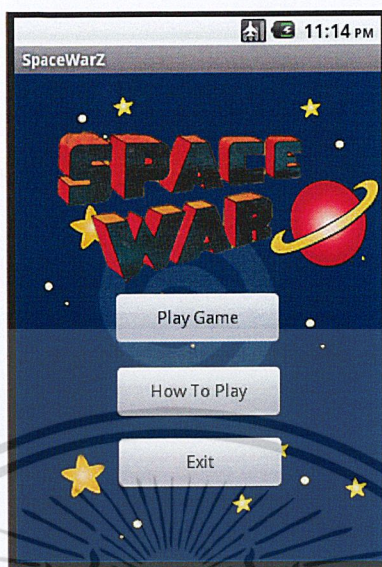 11:14 PM
SpaceWarZ
SPACE
WAR
Play Game
How To Play
Exit